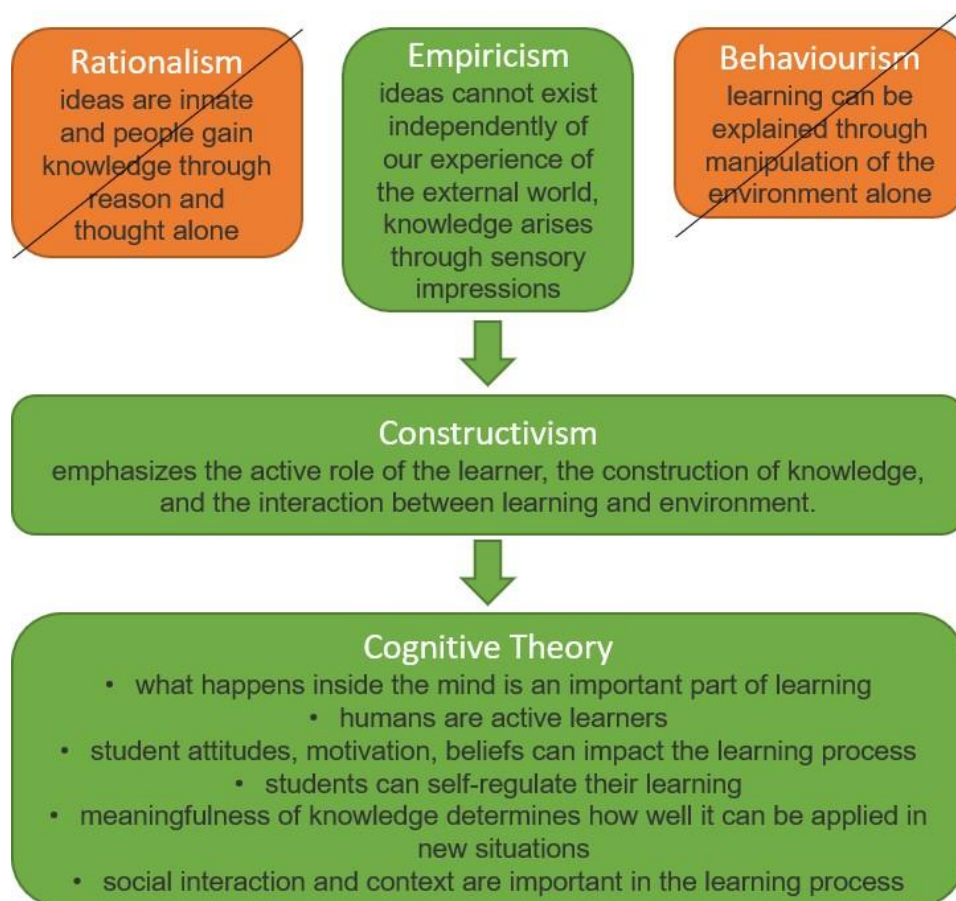 Rationalism
ideas are innate
and people gain
knowledge through
reason and
thought alone
Empiricism
ideas cannot exist
independently of
our experience of
the external world,
knowledge arises
through sensory
impressions
Behaviourism
learning can be
explained through
manipulation of the
environment alone
Constructivism
emphasizes the active role of the learner, the construction of knowledge,
and the interaction between learning and environment.
Cognitive Theory
• what happens inside the mind is an important part of learning
• humans are active learners
• student attitudes, motivation, beliefs can impact the learning process
• students can self-regulate their learning
• meaningfulness of knowledge determines how well it can be applied in
new situations
• social interaction and context are important in the learning process